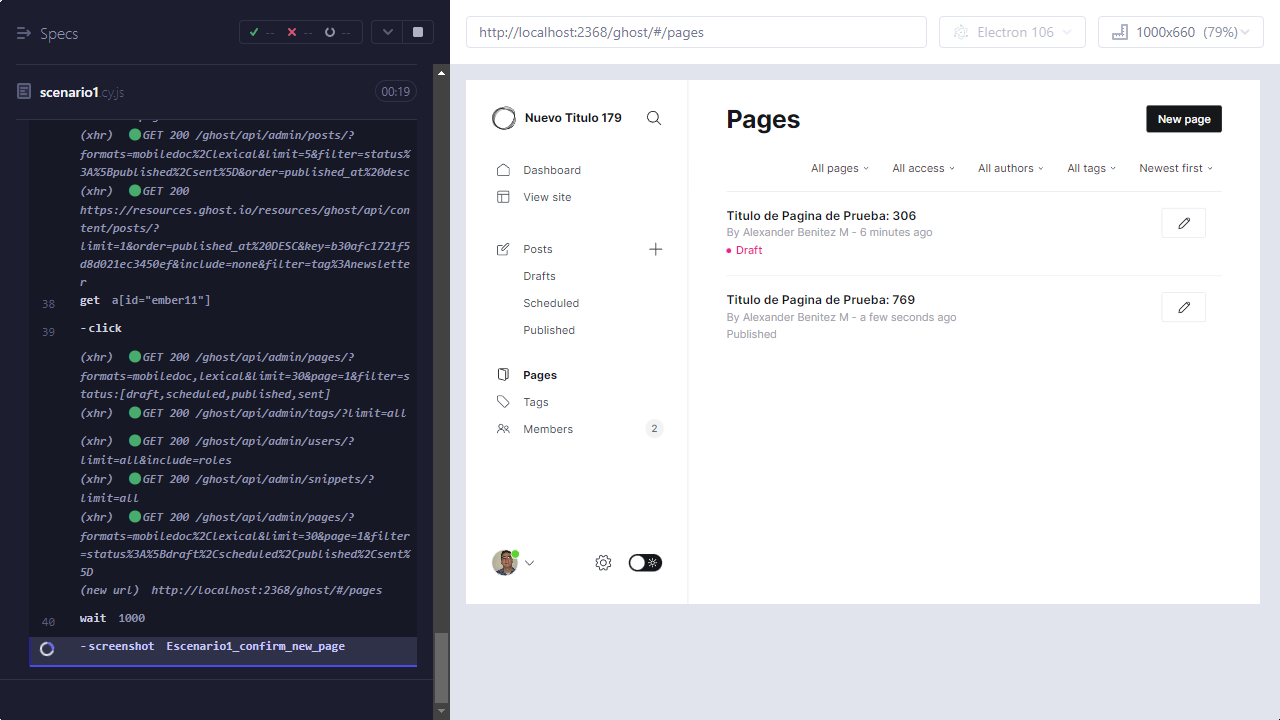 Specs
-- -- --
scenario1.cy.js
00:19
(xhr) GET 200 /ghost/api/admin/posts/?
formats=mobiledoc%2Clexical&limit=5&filter=status%
3A%5Bpublished%2Csent%5D&order=published_at%20desc
(xhr) GET 200
https://resources.ghost.io/resources/ghost/api/con
tent/posts/?
limit=1&order=published_at%20DESC&key=b30afc1721f5
d8d021ec3450ef&include=none&filter=tag%3Anewslette
r
38 get a[id="ember11"]
39 -click
(xhr) GET 200 /ghost/api/admin/pages/?
formats=mobiledoc,lexical&limit=30&page=1&filter=s
tatus:[draft,scheduled,published,sent]
(xhr) GET 200 /ghost/api/admin/tags/?limit=all
(xhr) GET 200 /ghost/api/admin/users/?
limit=all&include=roles
(xhr) GET 200 /ghost/api/admin/snippets/?
limit=all
(xhr) GET 200 /ghost/api/admin/pages/?
formats=mobiledoc%2Clexical&limit=30&page=1&filter
=status%3A%5Bdraft%2Cscheduled%2Cpublished%2Csent%
5D
(new url) http://localhost:2368/ghost/#/pages
40 wait 1000
-screenshot Escenario1_confirm_new_page
http://localhost:2368/ghost/#/pages
Electron 106
1000x660 (79%)
Nuevo Titulo 179
Dashboard
View site
Posts
Drafts
Scheduled
Published
Pages
Tags
Members 2
Pages
New page
All pages All access All authors All tags Newest first
Titulo de Pagina de Prueba: 306
By Alexander Benitez M - 6 minutes ago
Draft
Titulo de Pagina de Prueba: 769
By Alexander Benitez M - a few seconds ago
Published